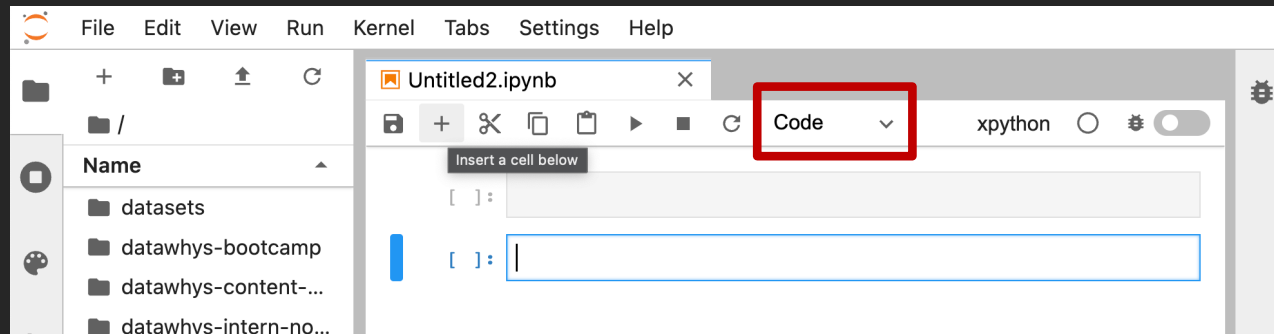 File Edit View Run Kernel Tabs Settings Help
Untitled2.ipynb
/
Code
xpython
Name
Insert a cell below
[ ]:
datasets
datawhys-bootcamp
[ ]:
datawhys-content-...
datawhys-intern-no...